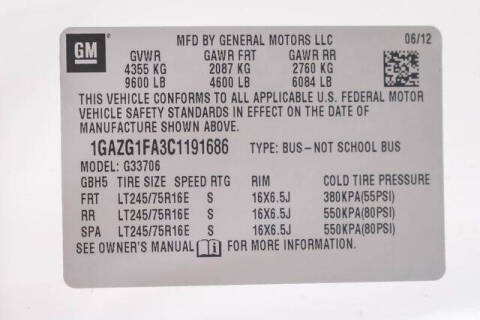 GM MFD BY GENERAL MOTORS LLC 06/12
GVWR GAWR FRT GAWR RR
4355 KG 2087 KG 2760 KG
9600 LB 4600 LB 6084 LB
THIS VEHICLE CONFORMS TO ALL APPLICABLE U.S. FEDERAL MOTOR
VEHICLE SAFETY STANDARDS IN EFFECT ON THE DATE OF
MANUFACTURE SHOWN ABOVE.
1GAZG1FA3C1191686 TYPE: BUS–NOT SCHOOL BUS
MODEL: G33706
GBH5 TIRE SIZE SPEED RTG RIM COLD TIRE PRESSURE
FRT LT245/75R16E S 16X6.5J 380KPA(55PSI)
RR LT245/75R16E S 16X6.5J 550KPA(80PSI)
SPA LT245/75R16E S 16X6.5J 550KPA(80PSI)
SEE OWNER'S MANUAL FOR MORE INFORMATION.